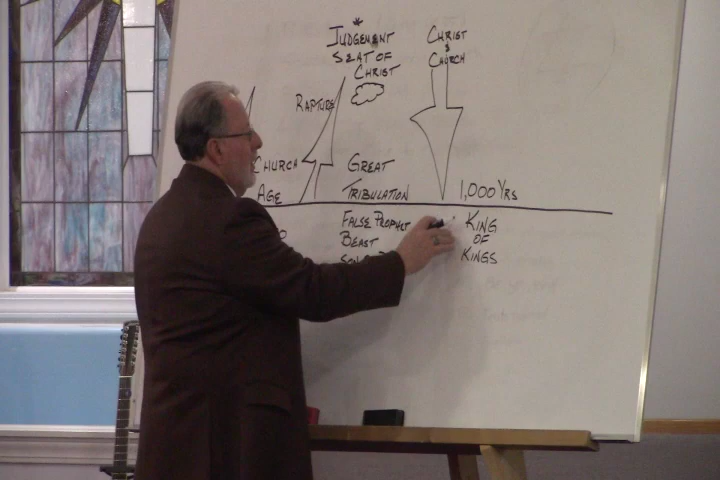 *
JUDGEMENT
SEAT OF
CHRIST
CHRIST
&
CHURCH
RAPTURE
CHURCH
AGE
GREAT
TRIBULATION
1,000 YRS
FALSE PROPHET
BEAST
KING
OF
KINGS